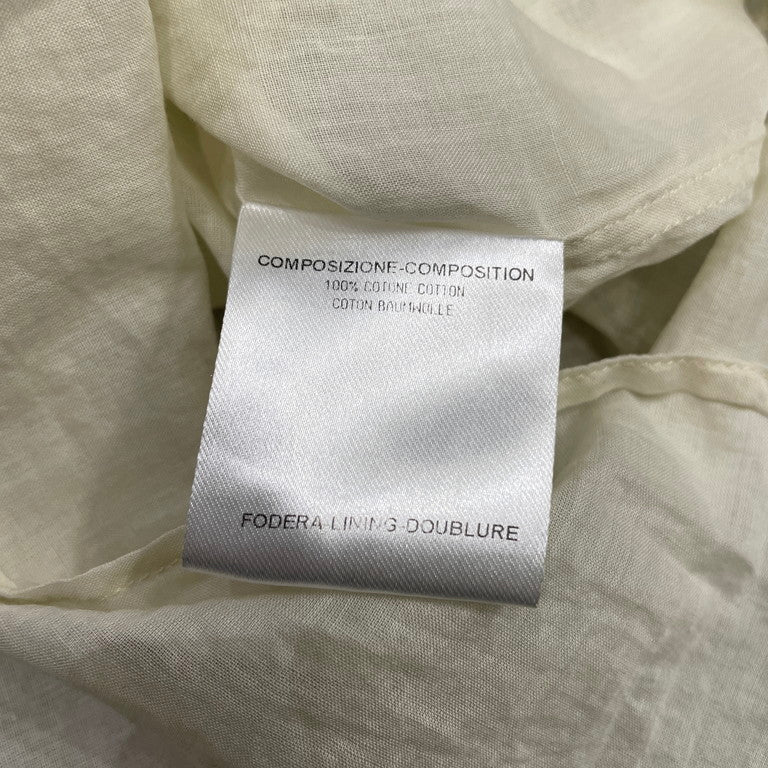 COMPOSIZIONE-COMPOSITION
100% COTONE COTTON
COTON BAUMWOLLE
FODERA-LINING-DOUBLURE